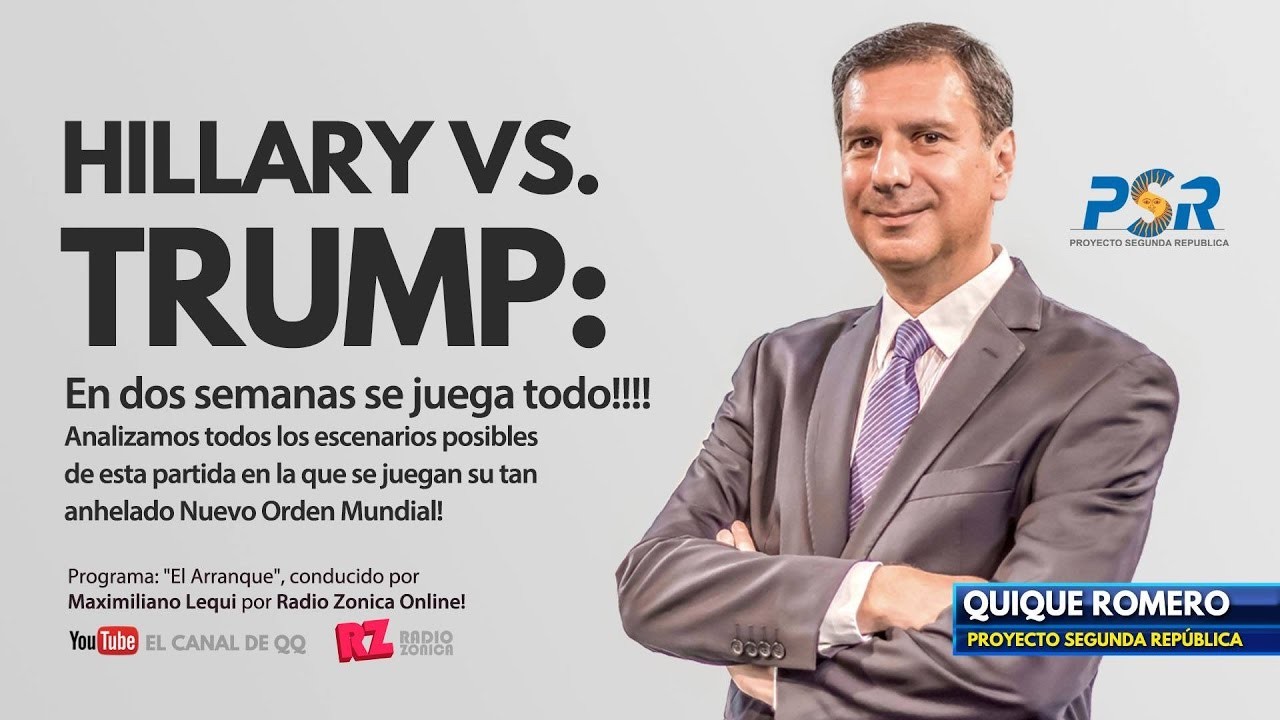 HILLARY VS.
TRUMP:
En dos semanas se juega todo!!!!
Analizamos todos los escenarios posibles
de esta partida en la que se juegan su tan
anhelado Nuevo Orden Mundial!
Programa: "El Arranque", conducido por
Maximiliano Lequi por Radio Zonica Online!
YouTube EL CANAL DE QQ
RZ RADIO
ZONICA
PSR
PROYECTO SEGUNDA REPUBLICA
QUIQUE ROMERO
PROYECTO SEGUNDA REPÚBLICA